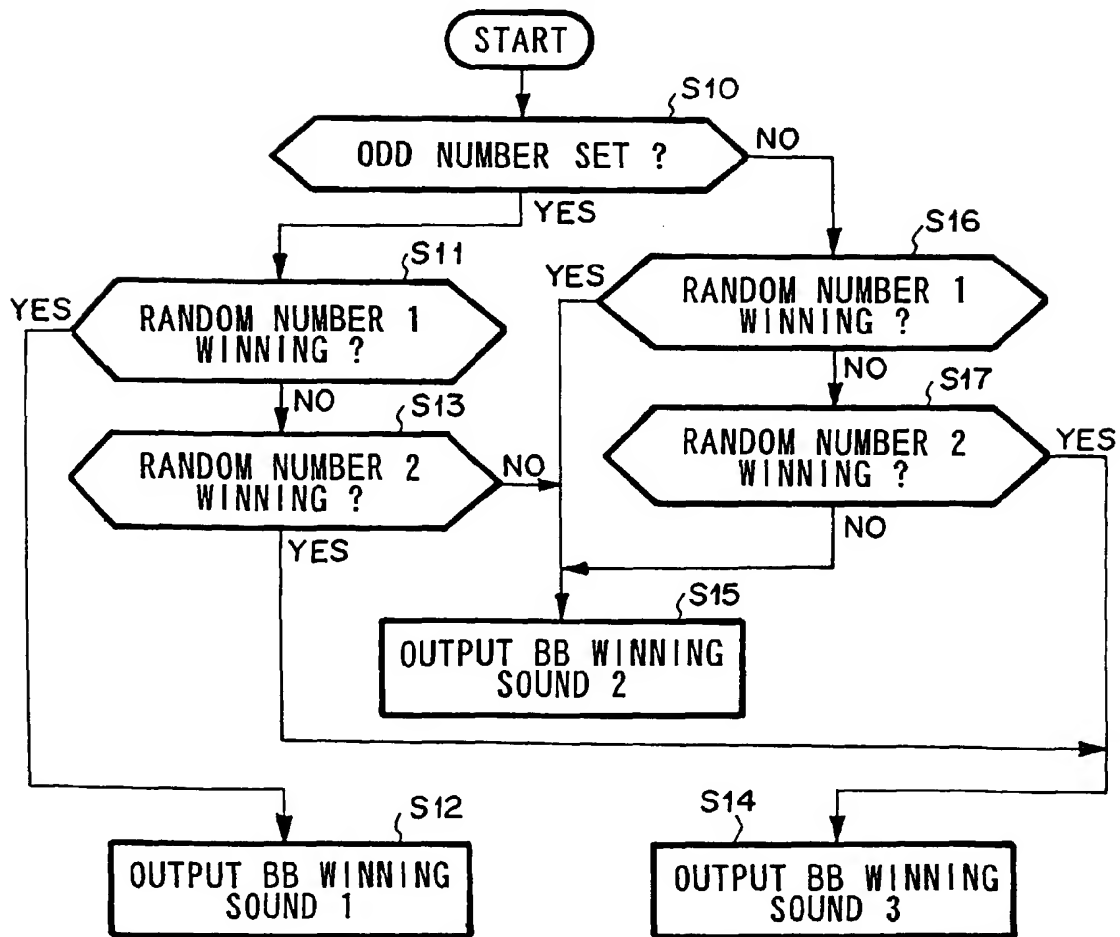 START
S10
ODD NUMBER SET ?
NO
YES
S11
S16
YES
RANDOM NUMBER 1
WINNING ?
YES
RANDOM NUMBER 1
WINNING ?
NO
S13
NO
S17
RANDOM NUMBER 2
WINNING ?
NO
RANDOM NUMBER 2
WINNING ?
YES
YES
NO
S15
OUTPUT BB WINNING
SOUND 2
S12
OUTPUT BB WINNING
SOUND 1
S14
OUTPUT BB WINNING
SOUND 3